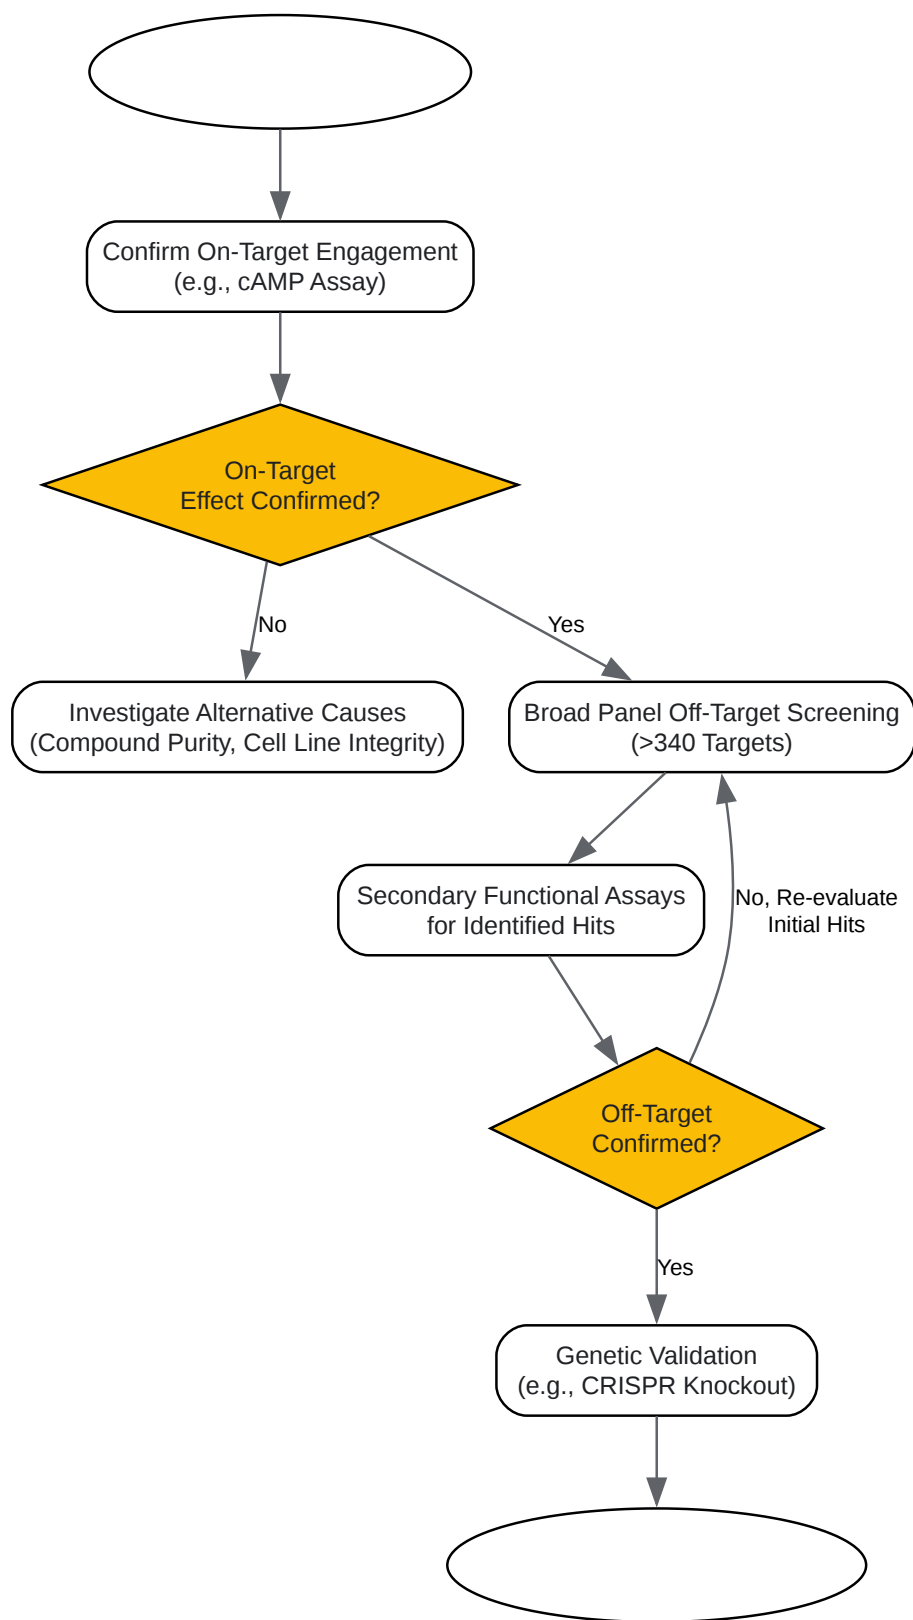 Confirm On-Target Engagement
(e.g., cAMP Assay)
On-Target
Effect Confirmed?
No
Yes
Investigate Alternative Causes
(Compound Purity, Cell Line Integrity)
Broad Panel Off-Target Screening
(>340 Targets)
Secondary Functional Assays
for Identified Hits
No, Re-evaluate
Initial Hits
Off-Target
Confirmed?
Yes
Genetic Validation
(e.g., CRISPR Knockout)